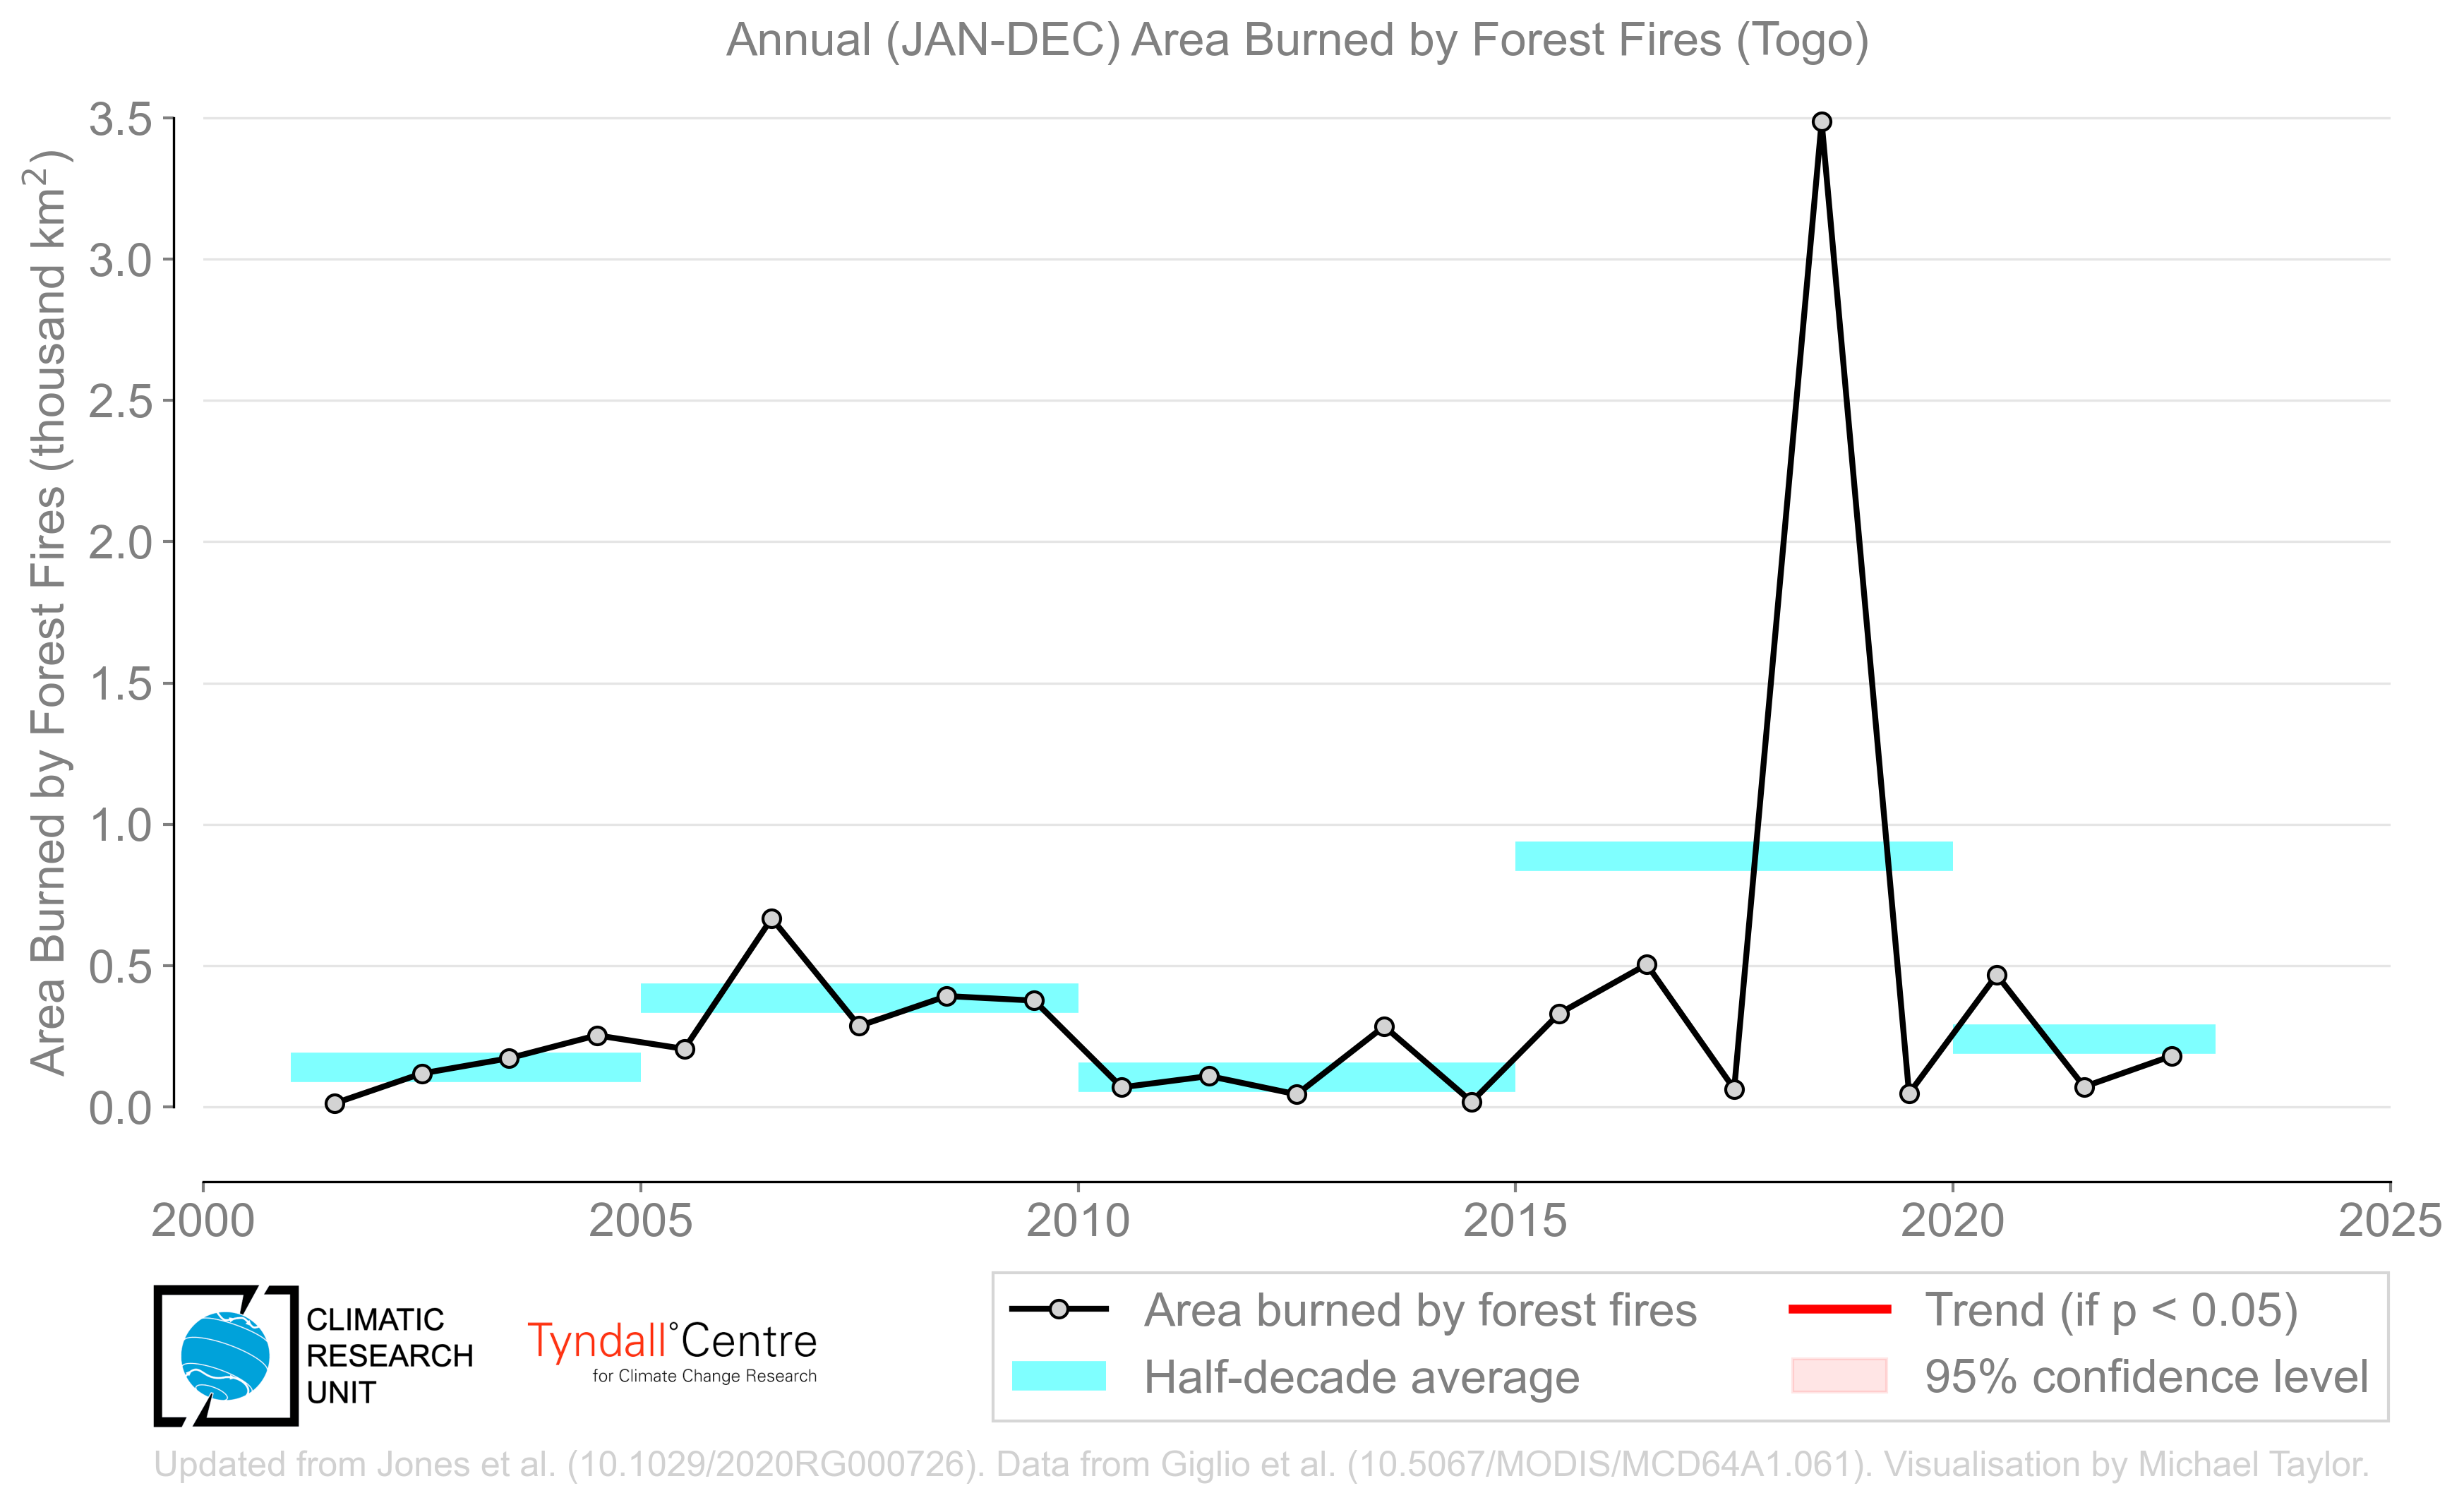 Annual (JAN-DEC) Area Burned by Forest Fires (Togo)
Area Burned by Forest Fires (thousand km²)
3.5
3.0
2.5
2.0
1.5
1.0
0.5
0.0
2000 2005 2010 2015 2020 2025
CLIMATIC
RESEARCH
UNIT
Tyndall°Centre
for Climate Change Research
Area burned by forest fires
Half-decade average
Trend (if p < 0.05)
95% confidence level
Updated from Jones et al. (10.1029/2020RG000726). Data from Giglio et al. (10.5067/MODIS/MCD64A1.061). Visualisation by Michael Taylor.